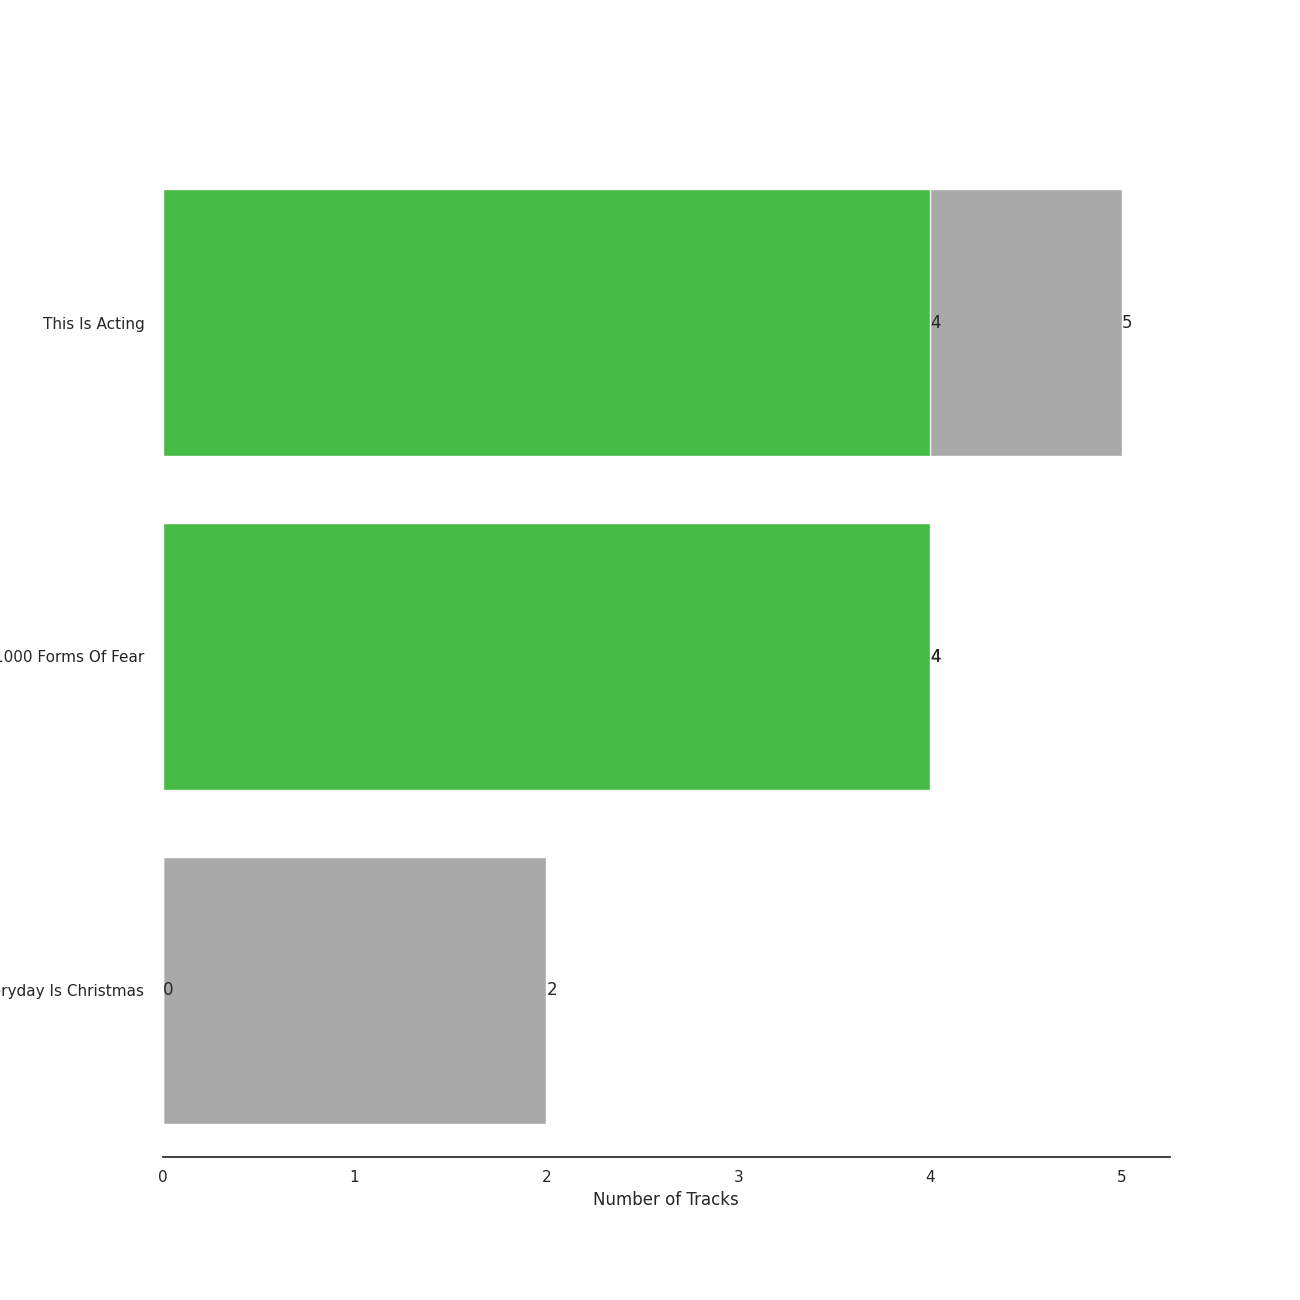 This Is Acting
4
5
1000 Forms Of Fear
4
ryday Is Christmas
0
2
0 1 2 3 4 5
Number of Tracks